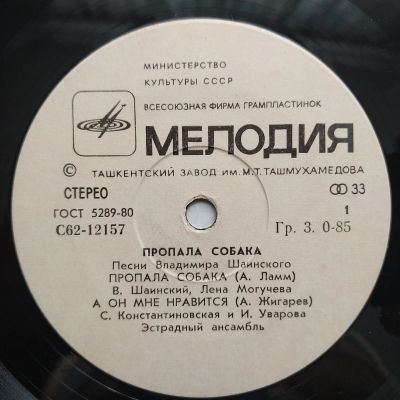 МИНИСТЕРСТВО
КУЛЬТУРЫ СССР
ВСЕСОЮЗНАЯ ФИРМА ГРАМПЛАСТИНОК
МЕЛОДИЯ
© ТАШКЕНТСКИЙ ЗАВОД ИМ. М.Т. ТАШМУХАМЕДОВА
СТЕРЕО 33
ГОСТ 5289-80 1
С62-12157 Гр. 3. 0-85
ПРОПАЛА СОБАКА
Песни Владимира Шаинского
ПРОПАЛА СОБАКА (А. Ламм)
В. Шаинский, Лена Могучева
А ОН МНЕ НРАВИТСЯ (А. Жигарев)
С. Константиновская и И. Уварова
Эстрадный ансамбль